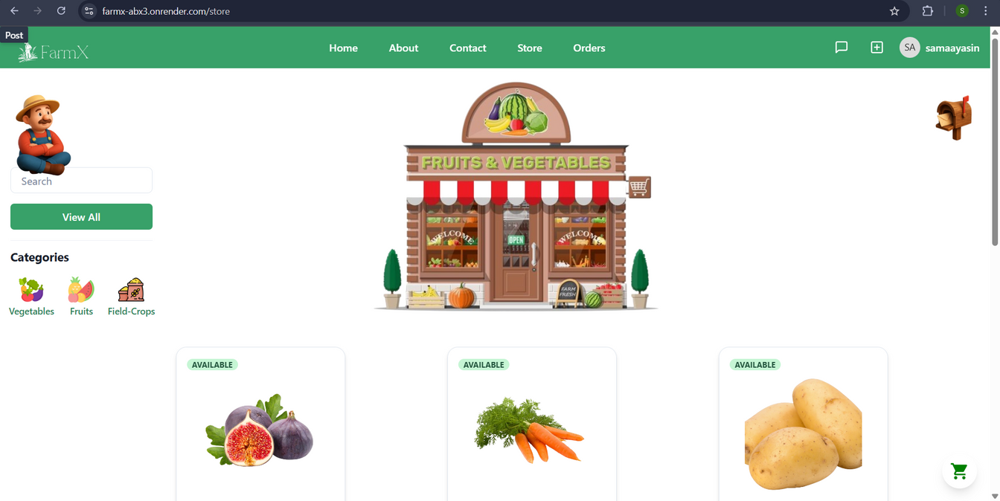 farmx-abx3.onrender.com/store
S
Post
FarmX
Home
About
Contact
Store
Orders
SA
samaayasin
FRUITS & VEGETABLES
WELCOME
WELCOME
OPEN
FARM
FRESH
Search
View All
Categories
Vegetables
Fruits
Field-Crops
AVAILABLE
AVAILABLE
AVAILABLE